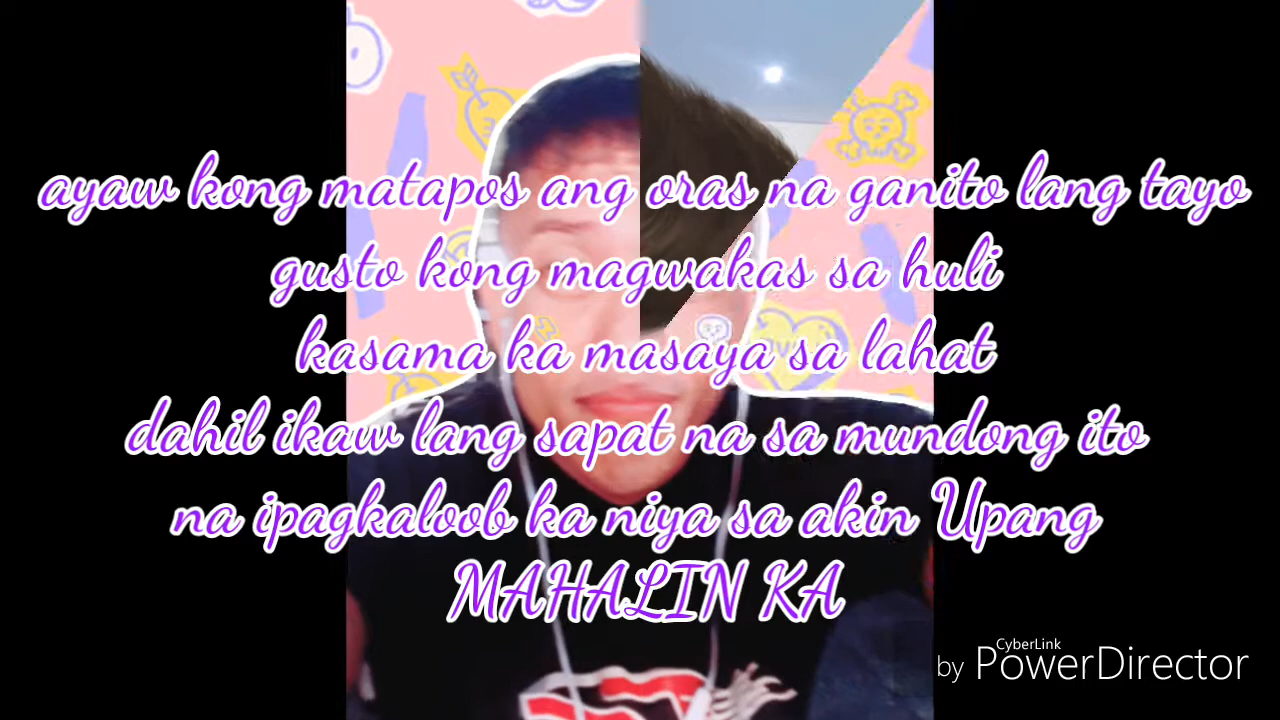 ayaw kong matapos ang oras na ganito lang tayo
gusto kong magwakas sa huli
kasama ka masaya sa lahat
dahil ikaw lang sapat na sa mundong ito
na ipagkaloob ka niya sa akin Upang
MAHALIN KA
by CyberLink PowerDirector